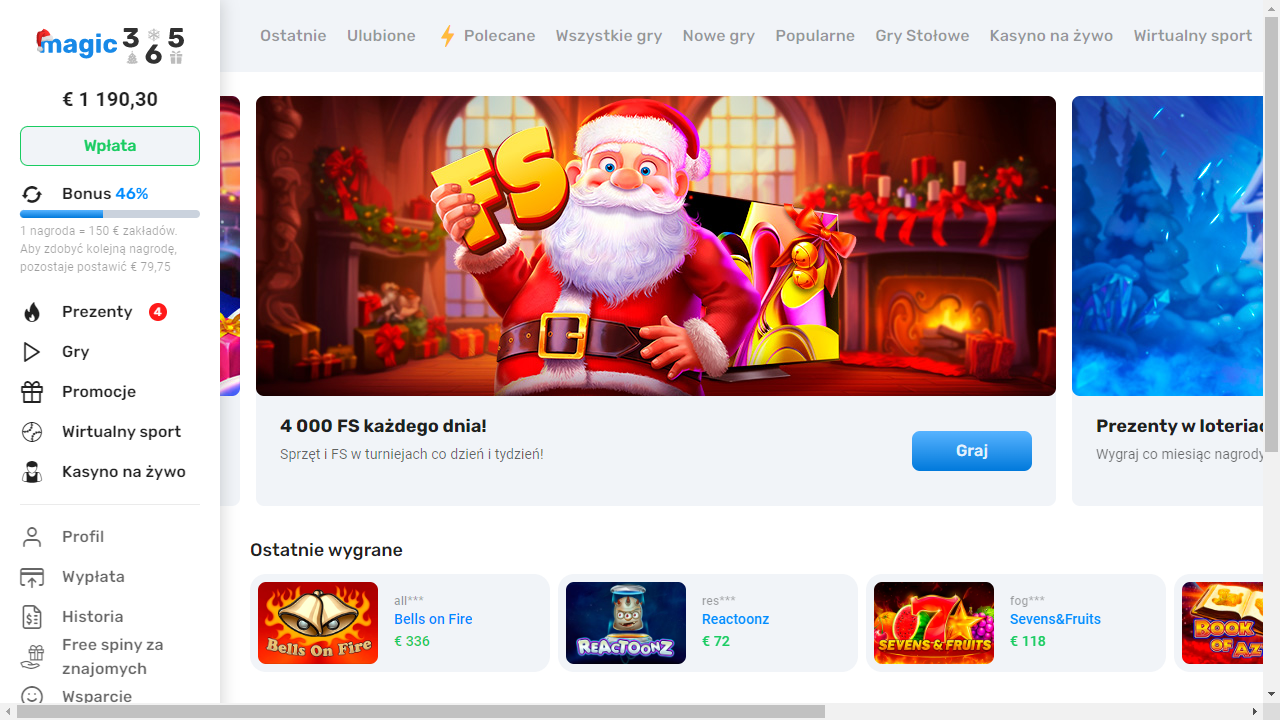 magic 365
€ 1 190,30
Wpłata
Bonus 46%
1 nagroda = 150 € zakładów.
Aby zdobyć kolejną nagrodę,
pozostaje postawić € 79,75
Prezenty 4
Gry
Promocje
Wirtualny sport
Kasyno na żywo
Profil
Wypłata
Historia
Free spiny za
znajomych
Wsparcie
Ostatnie Ulubione Polecane Wszystkie gry Nowe gry Popularne Gry Stołowe Kasyno na żywo Wirtualny sport
FS
4 000 FS każdego dnia!
Sprzęt i FS w turniejach co dzień i tydzień!
Graj
Prezenty w
Wygraj co miesiąc nagrody
Ostatnie wygrane
Bells On Fire
all***
Bells on Fire
€ 336
REACTOONZ
res***
Reactoonz
€ 72
7
SEVENS & FRUITS
fog***
Sevens&Fruits
€ 118
BOOK
OF